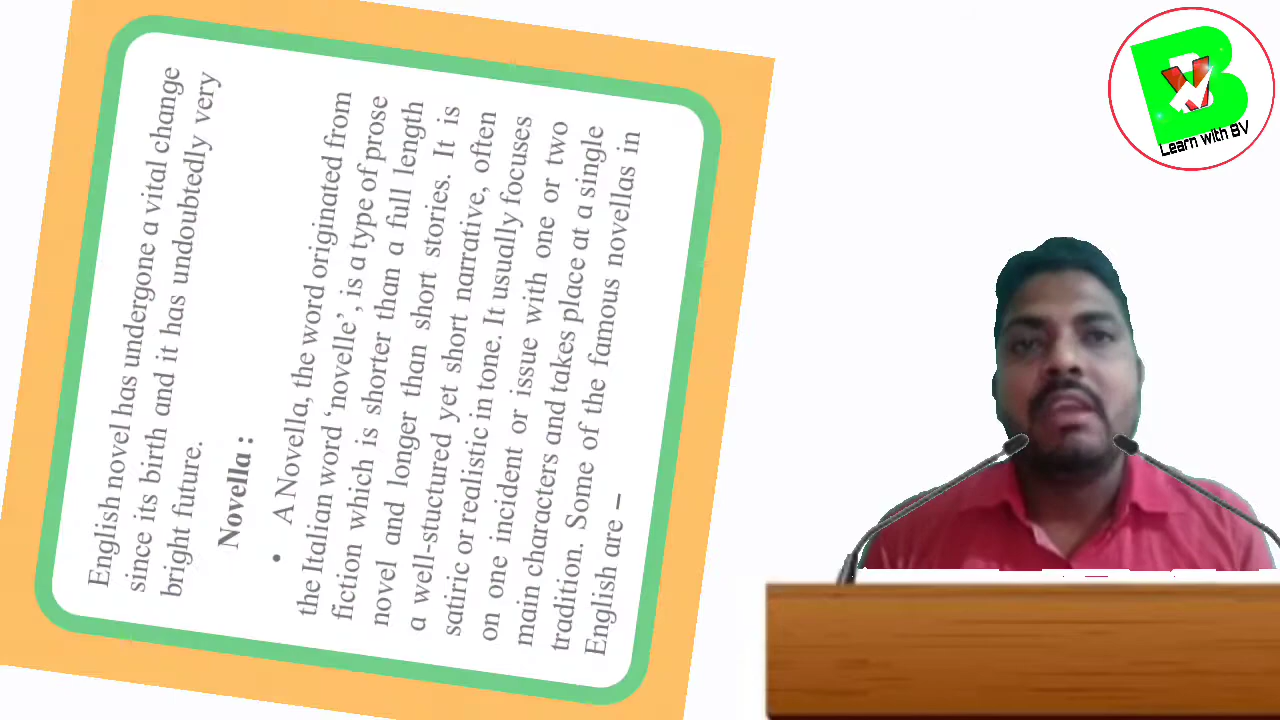 English novel has undergone a vital change
since its birth and it has undoubtedly very
bright future.
Novella :
• A Novella, the word originated from
the Italian word ‘novelle’, is a type of prose
fiction which is shorter than a full length
novel and longer than short stories. It is
a well-stuctured yet short narrative, often
satiric or realistic in tone. It usually focuses
on one incident or issue with one or two
main characters and takes place at a single
tradition. Some of the famous novellas in
English are –
Learn with BV